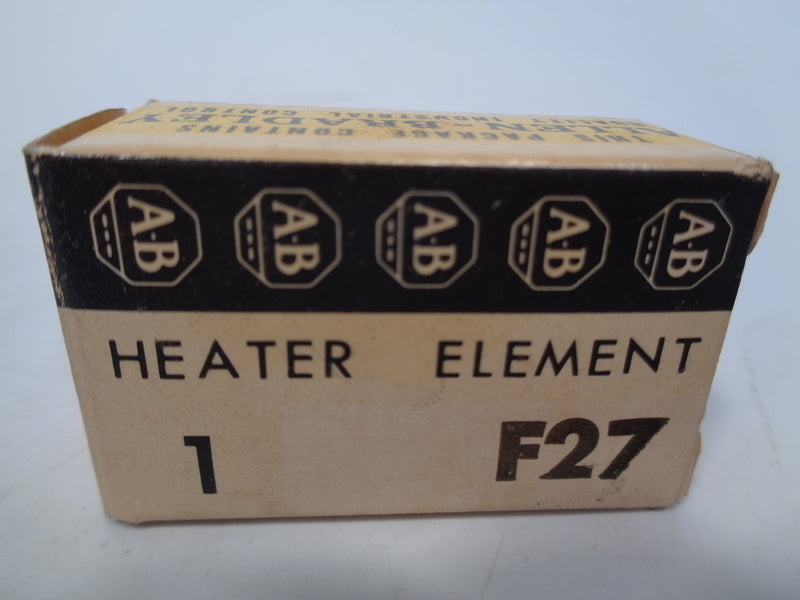 THIS PACKAGE CONTAINS
ALLEN-BRADLEY
QUALITY INDUSTRIAL CONTROL
A·B A·B A·B A·B A·B
HEATER ELEMENT
1 F27